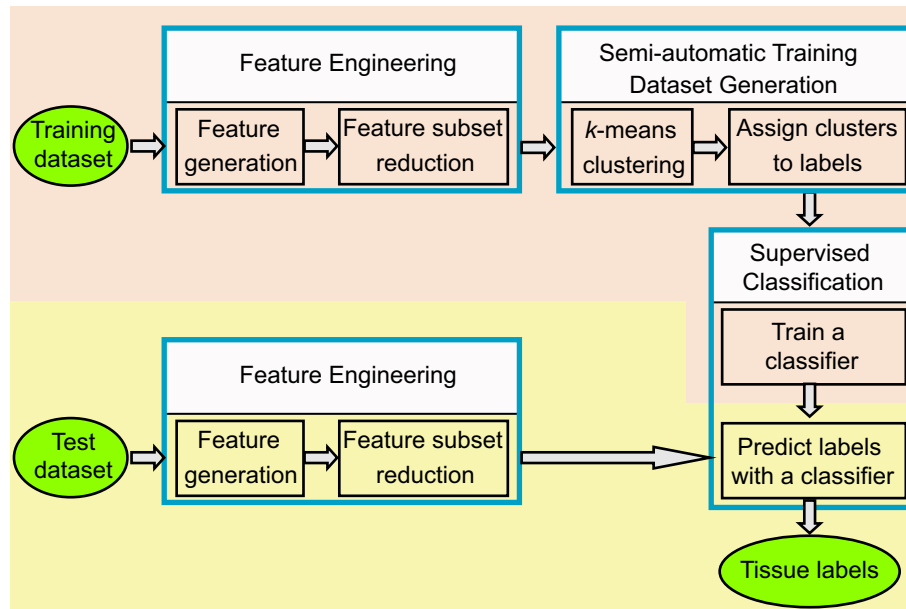 Feature Engineering
Semi-automatic Training
Dataset Generation
Training
dataset
Feature
generation
Feature subset
reduction
k-means
clustering
Assign clusters
to labels
Supervised
Classification
Train a
classifier
Feature Engineering
Test
dataset
Feature
generation
Feature subset
reduction
Predict labels
with a classifier
Tissue labels